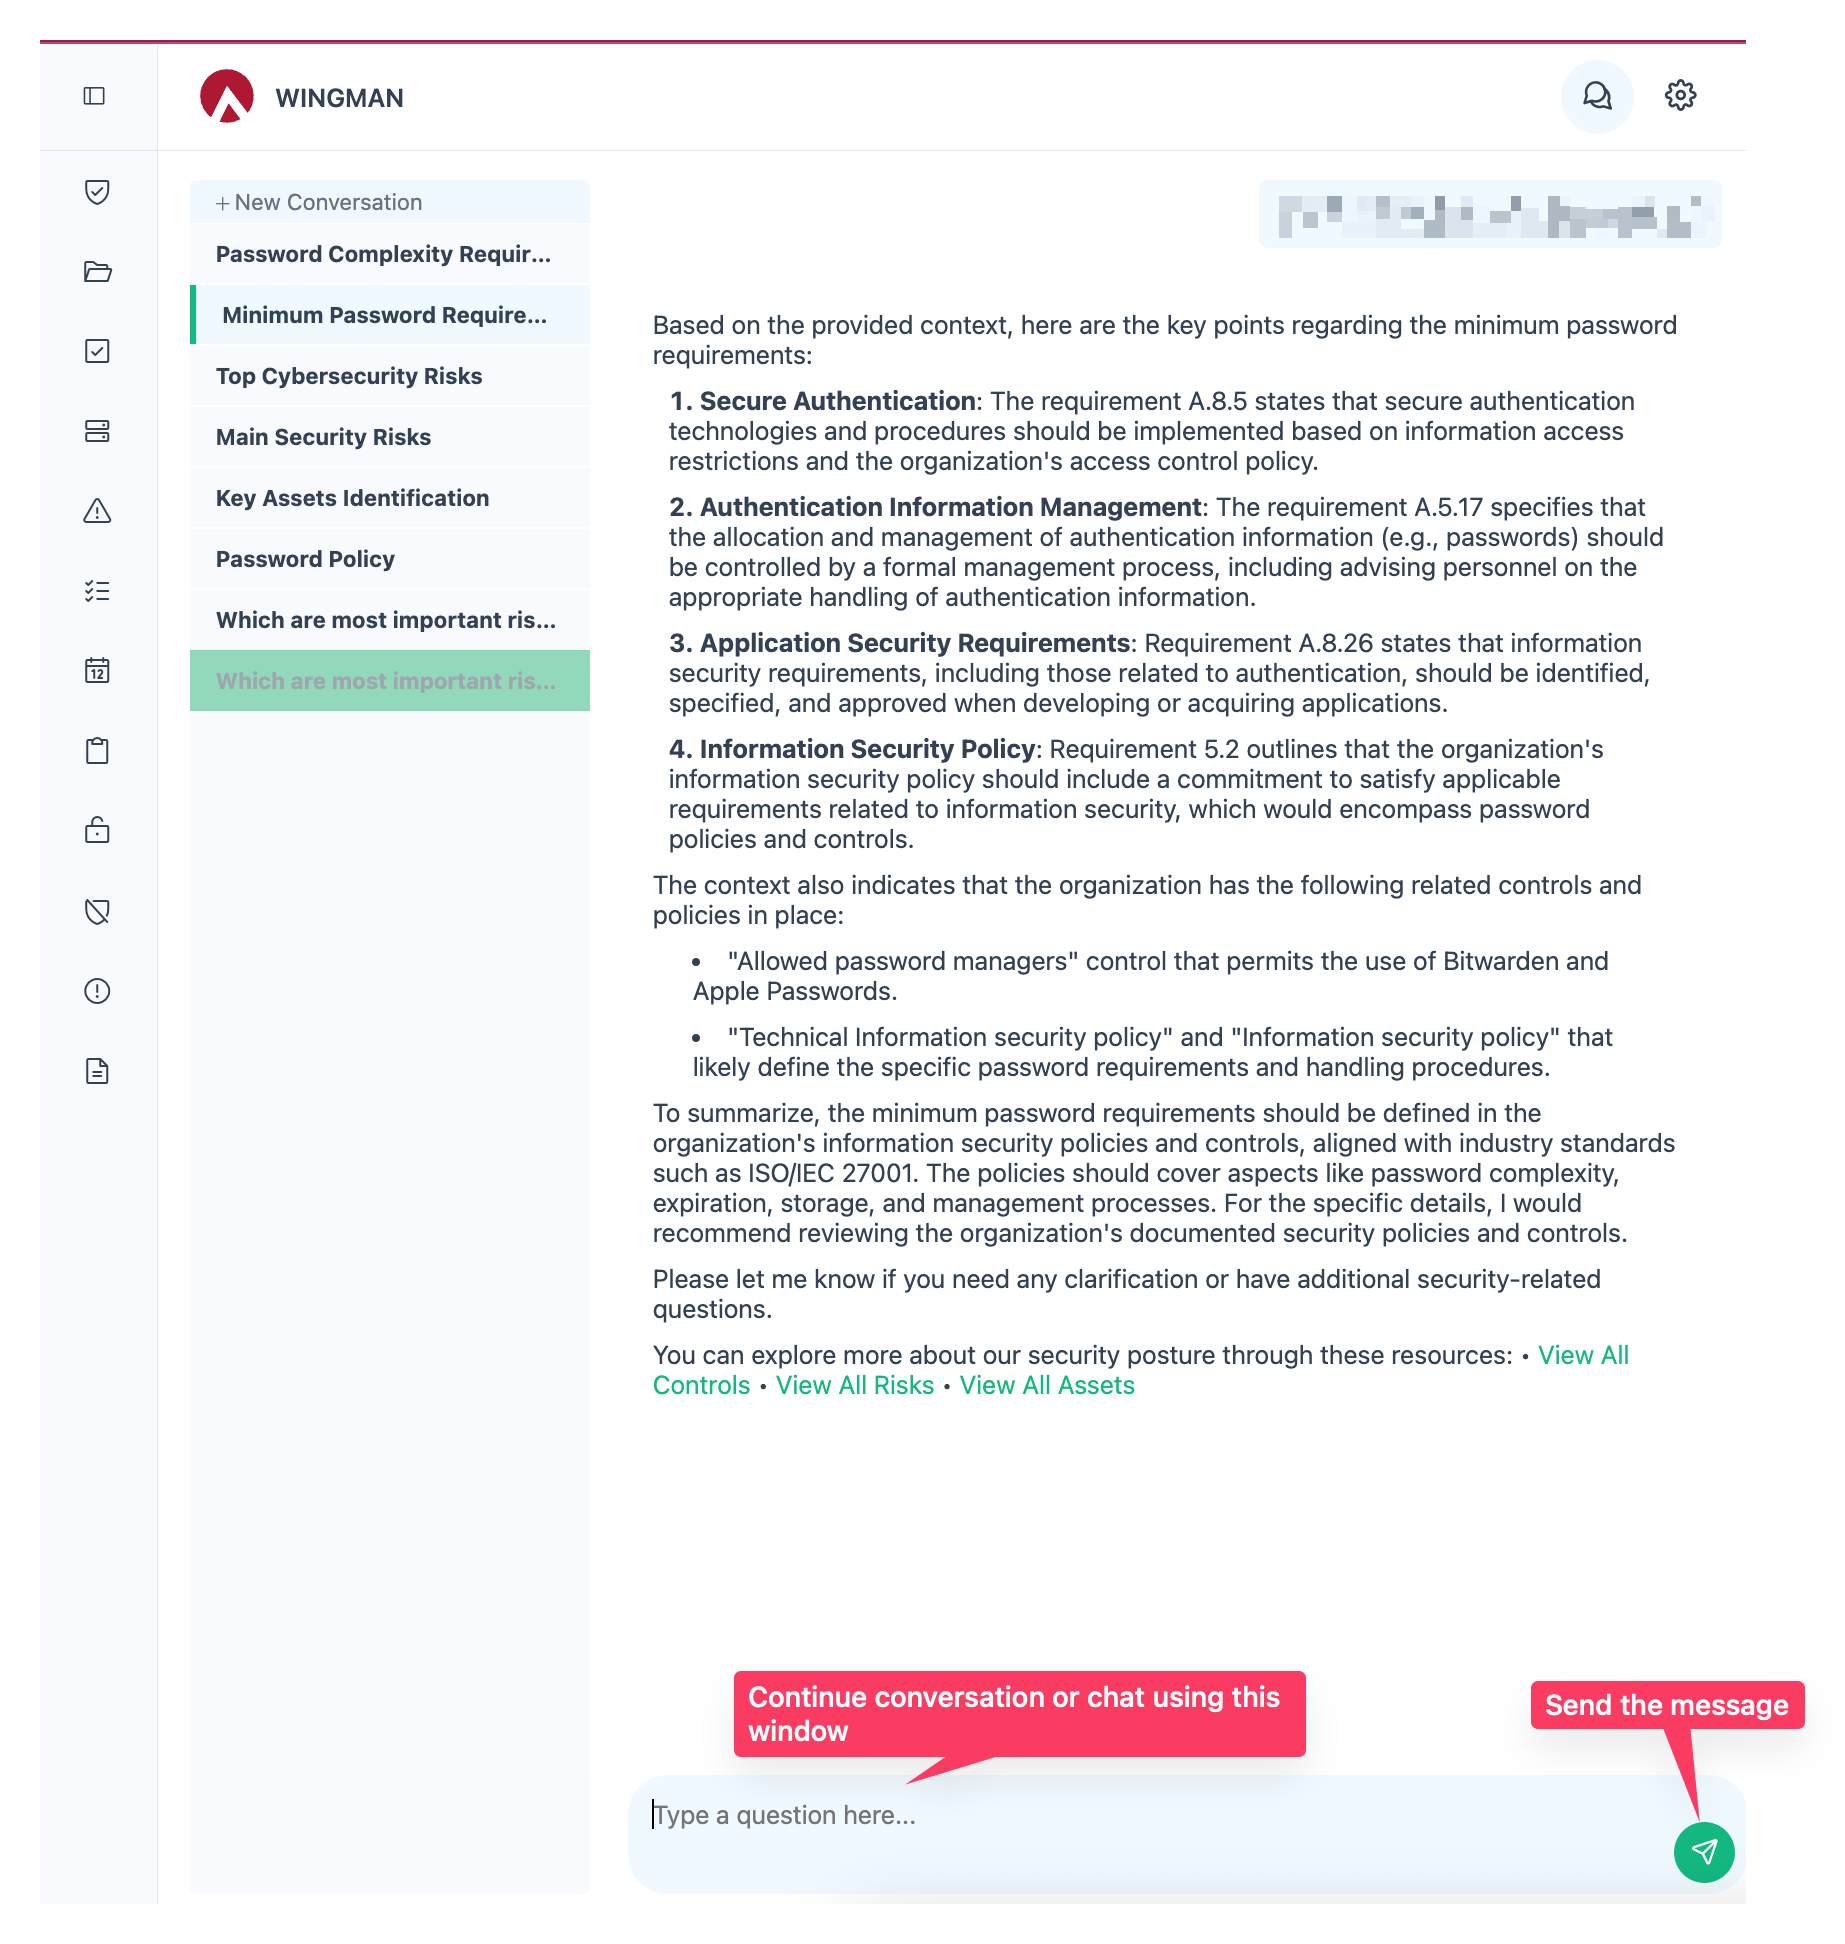 WINGMAN
+ New Conversation
Password Complexity Requir...
Minimum Password Require...
Top Cybersecurity Risks
Main Security Risks
Key Assets Identification
Password Policy
Which are most important ris...
Which are most important ris...
12
Based on the provided context, here are the key points regarding the minimum password
requirements:
1. Secure Authentication: The requirement A.8.5 states that secure authentication
technologies and procedures should be implemented based on information access
restrictions and the organization's access control policy.
2. Authentication Information Management: The requirement A.5.17 specifies that
the allocation and management of authentication information (e.g., passwords) should
be controlled by a formal management process, including advising personnel on the
appropriate handling of authentication information.
3. Application Security Requirements: Requirement A.8.26 states that information
security requirements, including those related to authentication, should be identified,
specified, and approved when developing or acquiring applications.
4. Information Security Policy: Requirement 5.2 outlines that the organization's
information security policy should include a commitment to satisfy applicable
requirements related to information security, which would encompass password
policies and controls.
The context also indicates that the organization has the following related controls and
policies in place:
• "Allowed password managers" control that permits the use of Bitwarden and
Apple Passwords.
• "Technical Information security policy" and "Information security policy" that
likely define the specific password requirements and handling procedures.
To summarize, the minimum password requirements should be defined in the
organization's information security policies and controls, aligned with industry standards
such as ISO/IEC 27001. The policies should cover aspects like password complexity,
expiration, storage, and management processes. For the specific details, I would
recommend reviewing the organization's documented security policies and controls.
Please let me know if you need any clarification or have additional security-related
questions.
You can explore more about our security posture through these resources: • View All
Controls • View All Risks • View All Assets
Continue conversation or chat using this
window
Send the message
Type a question here...